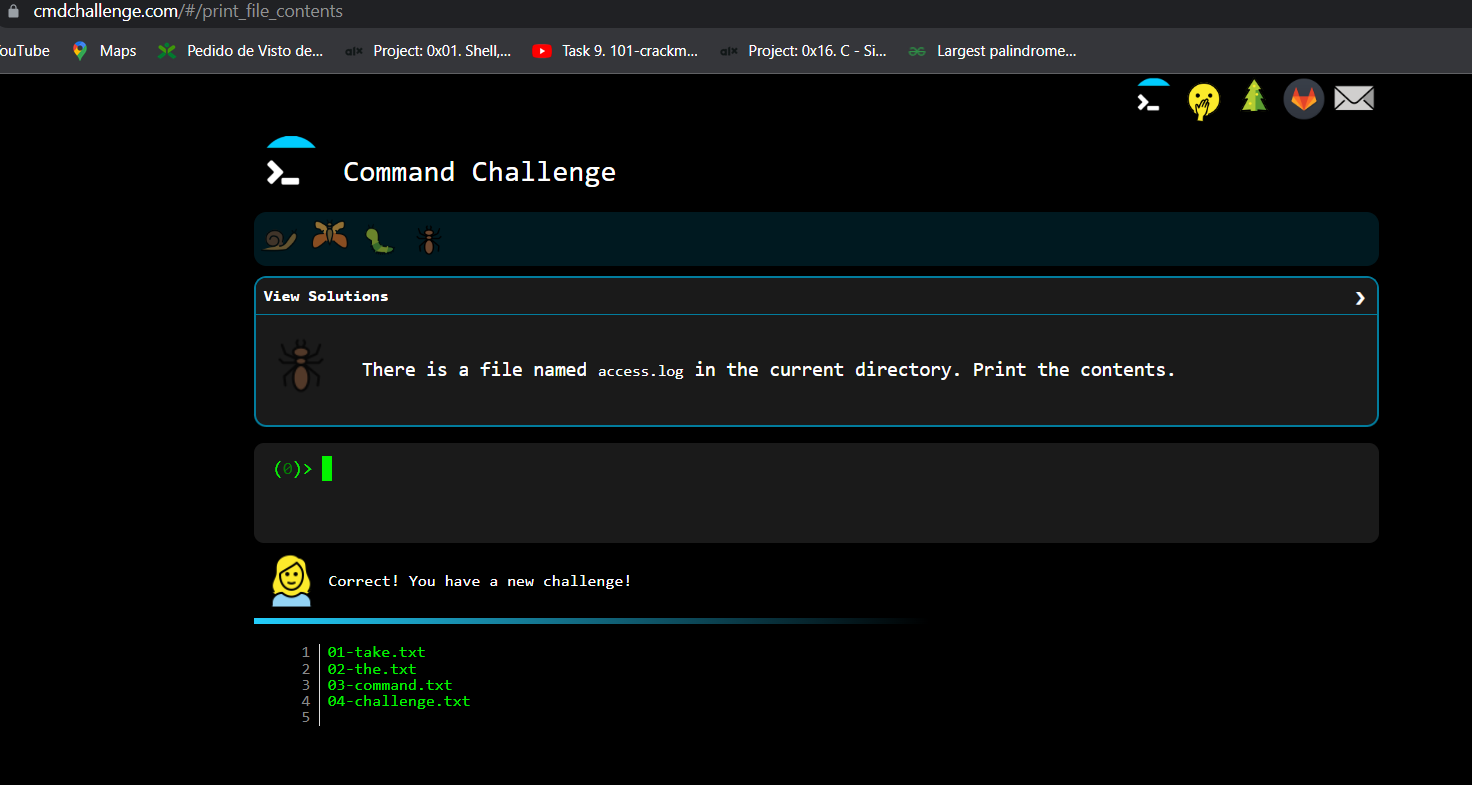 cmdchallenge.com/#/print_file_contents
ouTube Maps Pedido de Visto de... alx Project: 0x01. Shell,... Task 9. 101-crackm... alx Project: 0x16. C - Si... Largest palindrome...
Command Challenge
View Solutions
There is a file named access.log in the current directory. Print the contents.
(0)>
Correct! You have a new challenge!
1 01-take.txt
2 02-the.txt
3 03-command.txt
4 04-challenge.txt
5